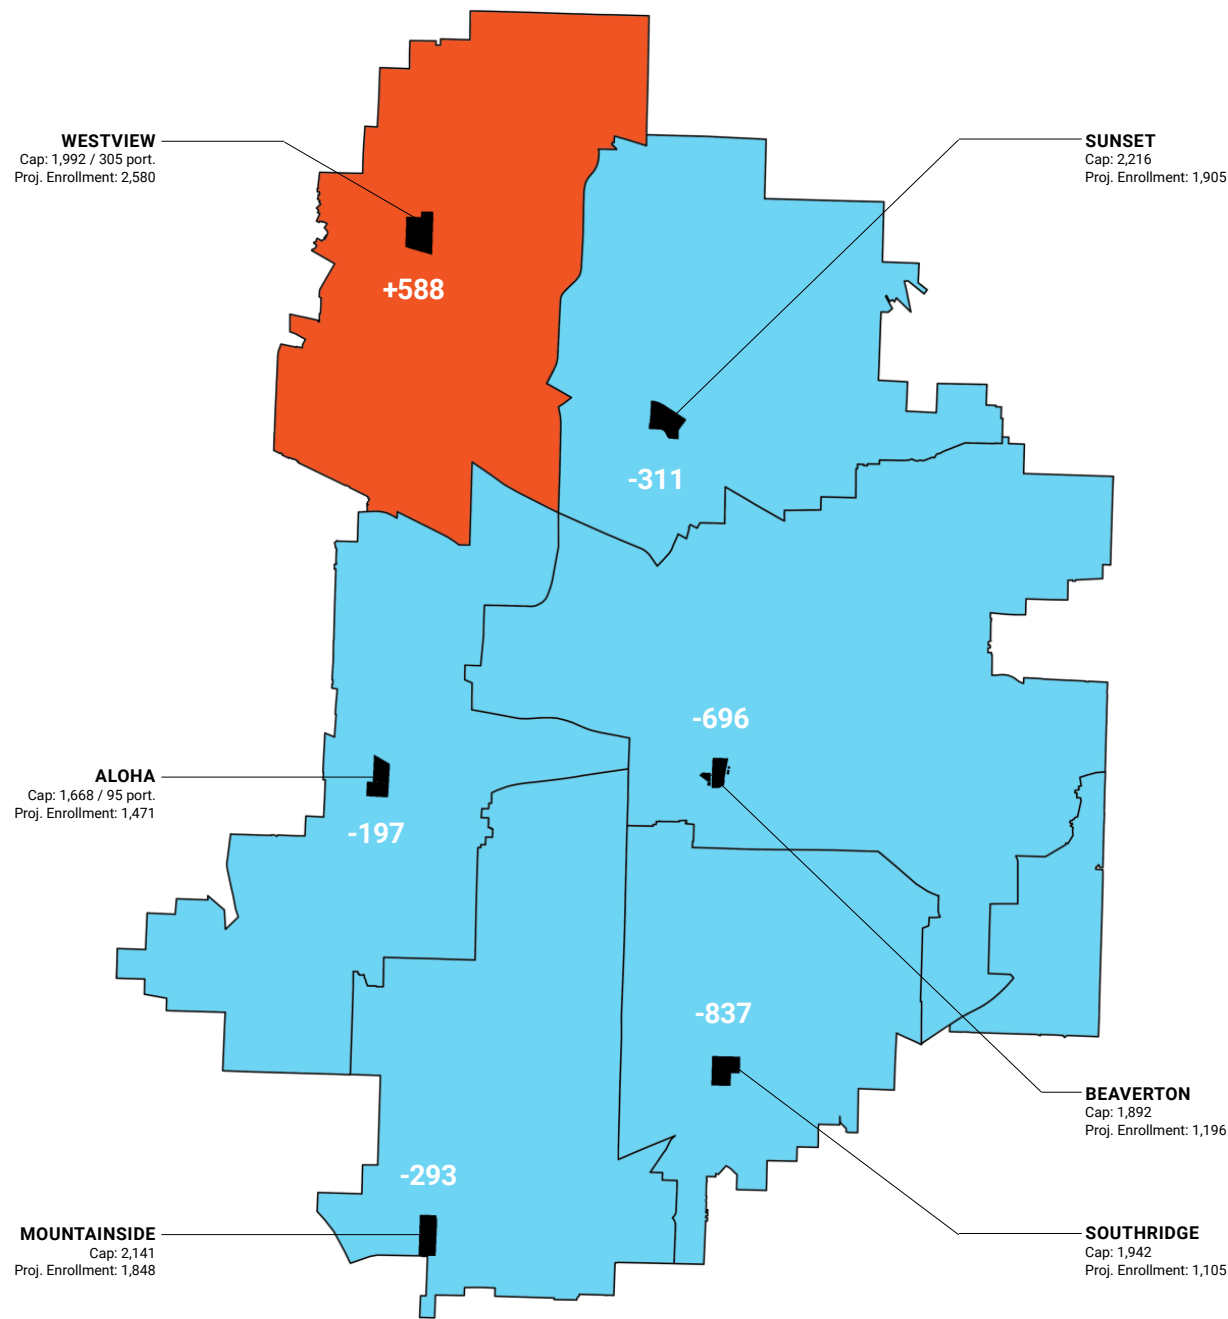 WESTVIEW
Cap: 1,992 / 305 port.
Proj. Enrollment: 2,580
SUNSET
Cap: 2,216
Proj. Enrollment: 1,905
+588
-311
-696
ALOHA
Cap: 1,668 / 95 port.
Proj. Enrollment: 1,471
-197
-837
BEAVERTON
Cap: 1,892
Proj. Enrollment: 1,196
-293
MOUNTAINSIDE
Cap: 2,141
Proj. Enrollment: 1,848
SOUTHRIDGE
Cap: 1,942
Proj. Enrollment: 1,105